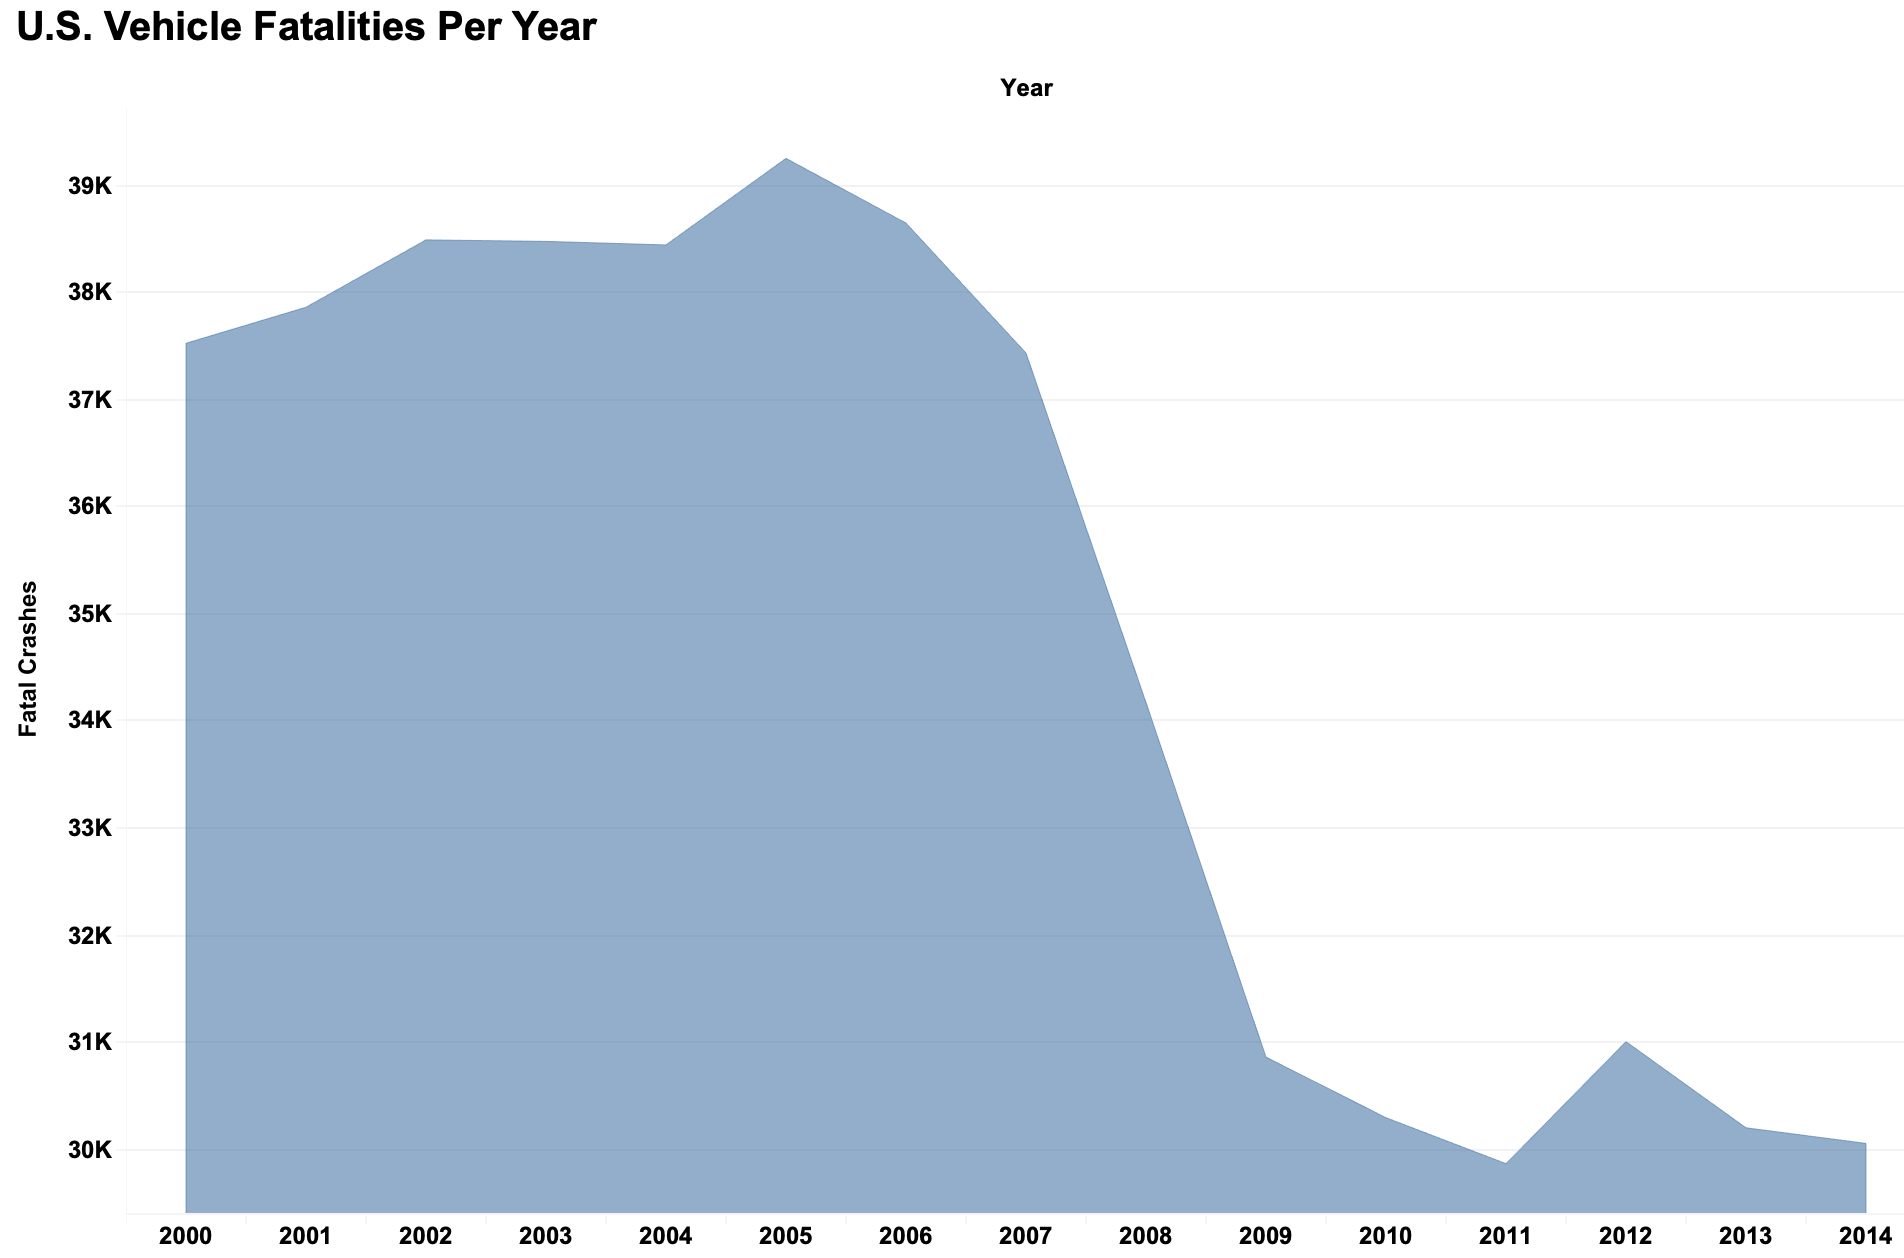 U.S. Vehicle Fatalities Per Year
Year
39K
38K
37K
36K
35K
34K
33K
32K
31K
30K
Fatal Crashes
2000 2001 2002 2003 2004 2005 2006 2007 2008 2009 2010 2011 2012 2013 2014